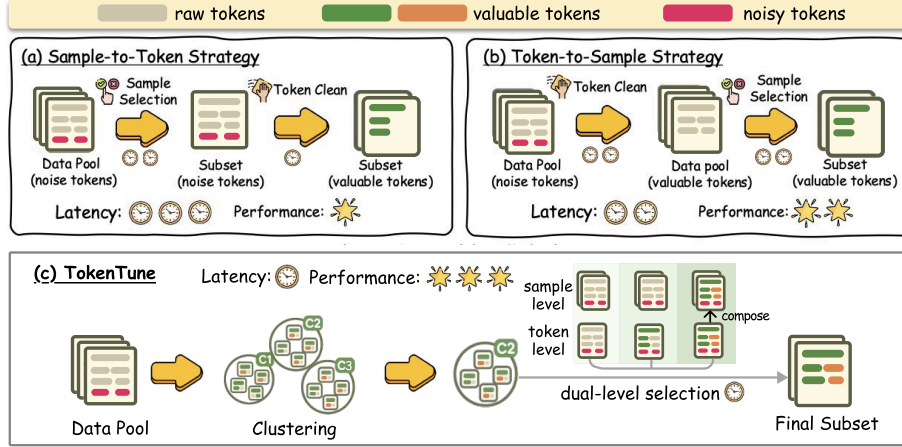 raw tokens
valuable tokens
noisy tokens
(a) Sample-to-Token Strategy
Sample
Selection
Token Clean
Data Pool
(noise tokens)
Subset
(noise tokens)
Subset
(valuable tokens)
Latency:
Performance:
(b) Token-to-Sample Strategy
Token Clean
Sample
Selection
Data Pool
(noise tokens)
Data pool
(valuable tokens)
Subset
(valuable tokens)
Latency:
Performance:
(c) TokenTune
Latency:
Performance:
sample
level
token
level
compose
C2
C1
C3
C2
dual-level selection
Data Pool
Clustering
Final Subset